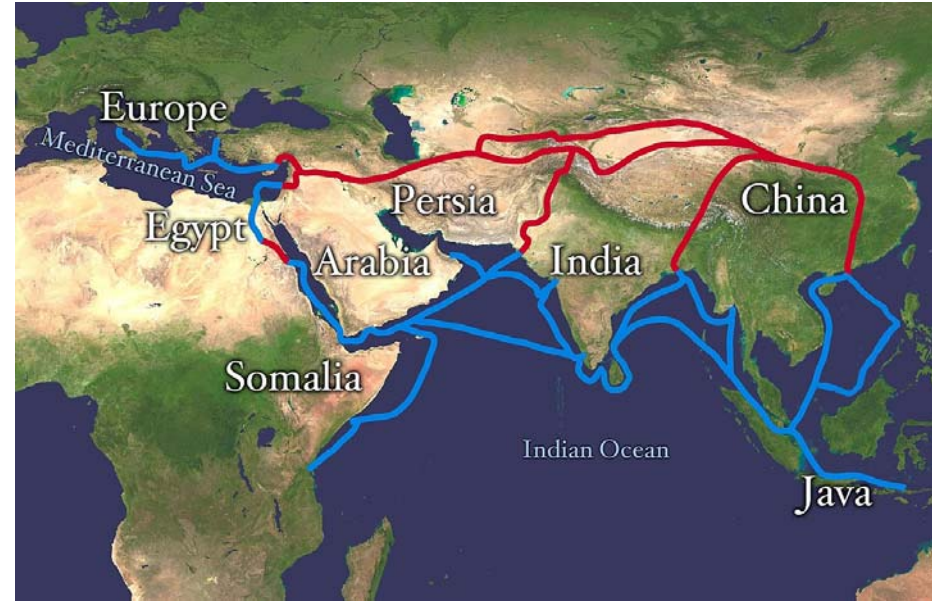 Europe
Mediterranean Sea
Egypt
Persia
China
Arabia
India
Somalia
Indian Ocean
Java